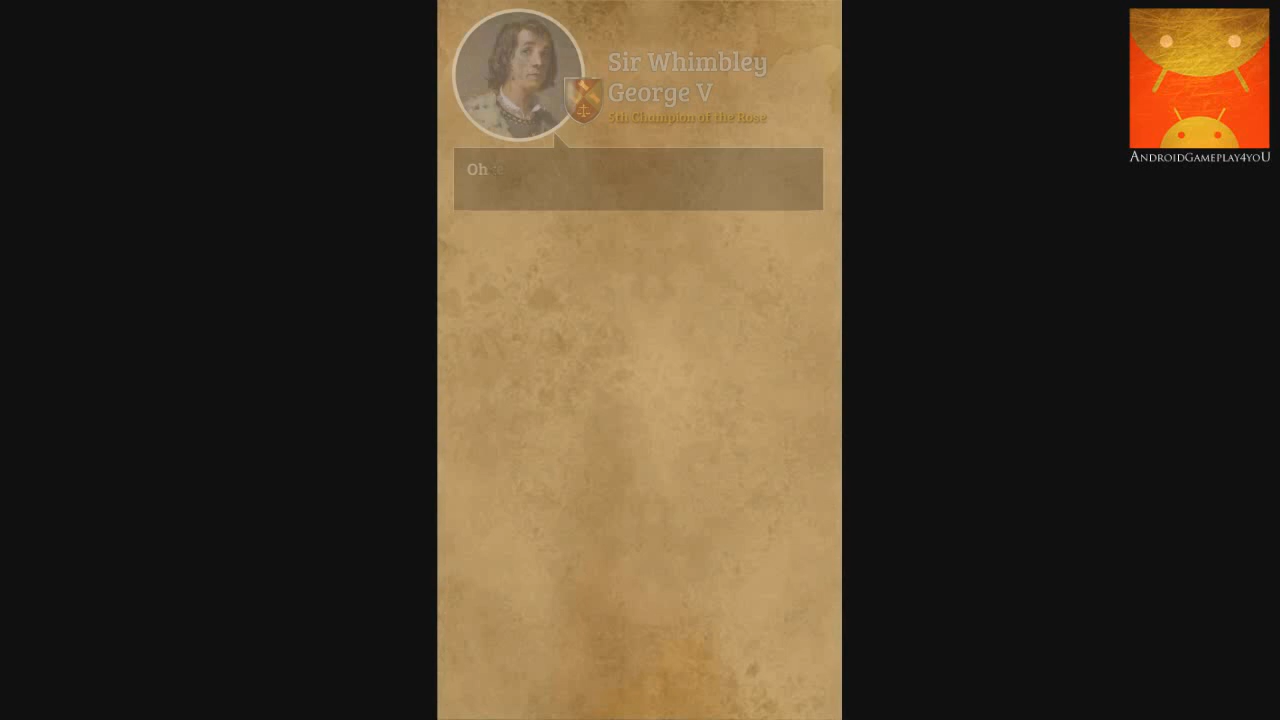 Sir Whimbley
George V
5th Champion of the Rose
Oh
ANDROIDGAMEPLAY4YOU